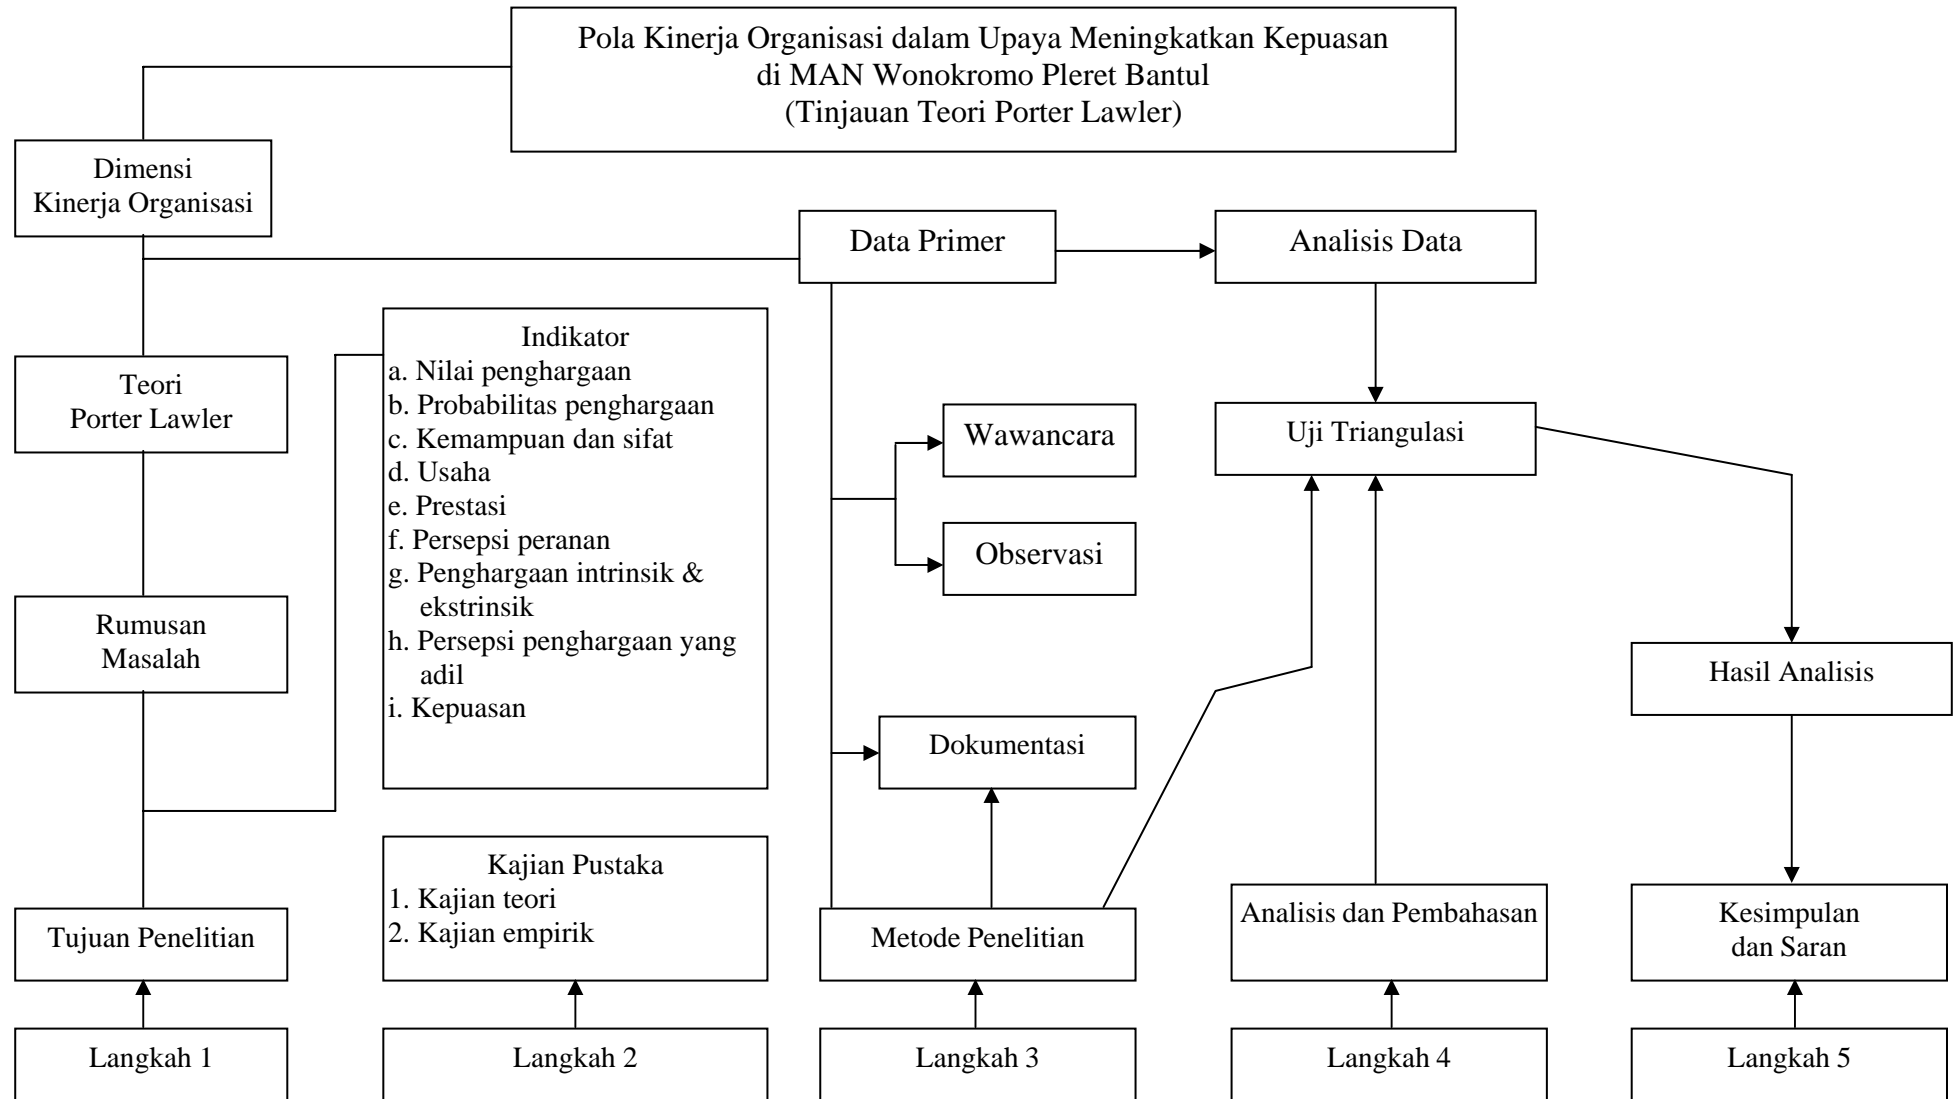 Pola Kinerja Organisasi dalam Upaya Meningkatkan Kepuasan
di MAN Wonokromo Pleret Bantul
(Tinjauan Teori Porter Lawler)
Dimensi
Kinerja Organisasi
Data Primer
Analisis Data
Indikator
a. Nilai penghargaan
b. Probabilitas penghargaan
c. Kemampuan dan sifat
d. Usaha
e. Prestasi
f. Persepsi peranan
g. Penghargaan intrinsik &
ekstrinsik
h. Persepsi penghargaan yang
adil
i. Kepuasan
Teori
Porter Lawler
Wawancara
Uji Triangulasi
Observasi
Rumusan
Masalah
Hasil Analisis
Dokumentasi
Kajian Pustaka
1. Kajian teori
2. Kajian empirik
Tujuan Penelitian
Metode Penelitian
Analisis dan Pembahasan
Kesimpulan
dan Saran
Langkah 1
Langkah 2
Langkah 3
Langkah 4
Langkah 5